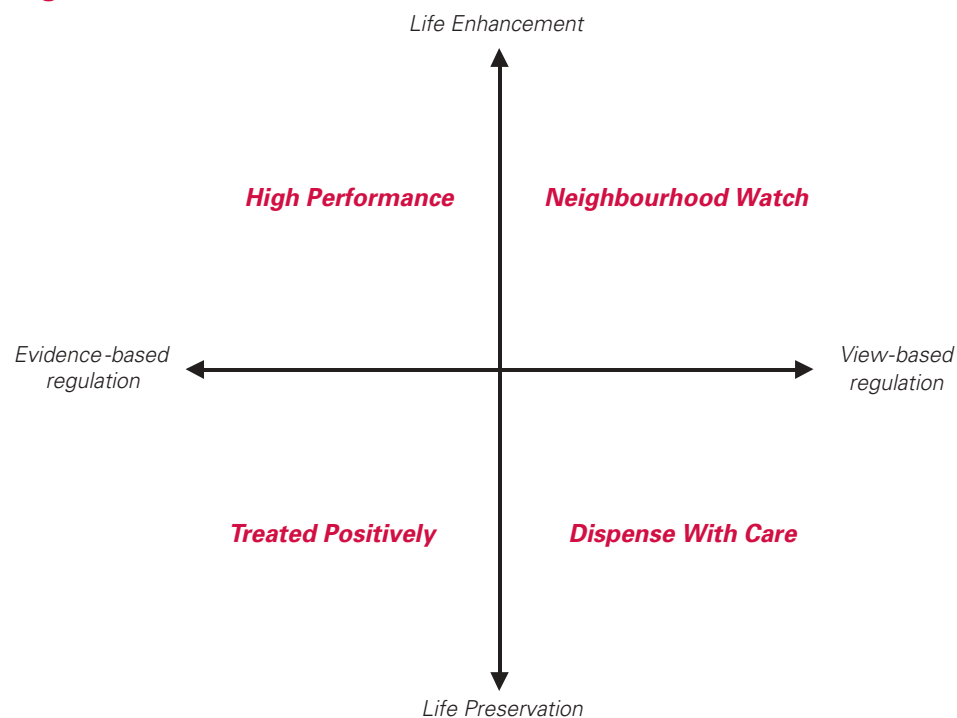 Life Enhancement
High Performance
Neighbourhood Watch
Evidence-based
regulation
View-based
regulation
Treated Positively
Dispense With Care
Life Preservation